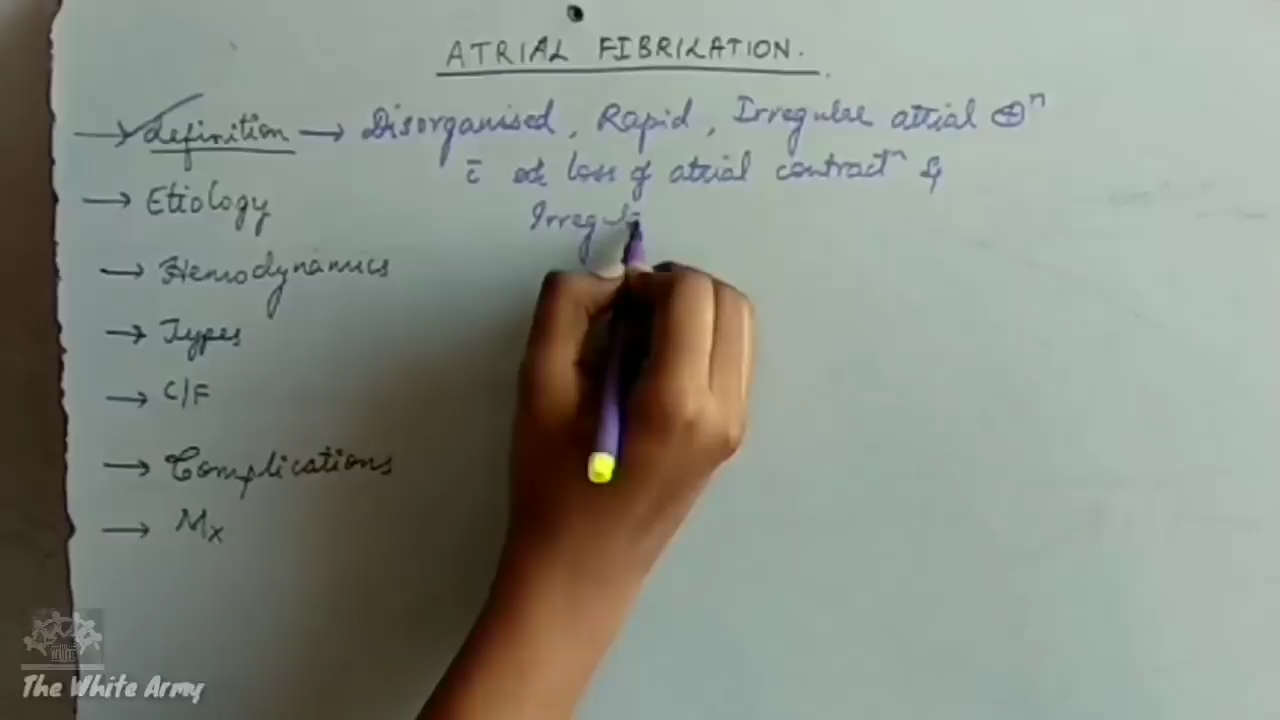 ATRIAL FIBRILATION.
→ definition → Disorganised, Rapid, Irregular atrial ⊕ⁿ
c̄ loss of atrial contractⁿ &
Irregul
→ Etiology
→ Hemodynamics
→ Types
→ C/F
→ Complications
→ Mx
The White Army